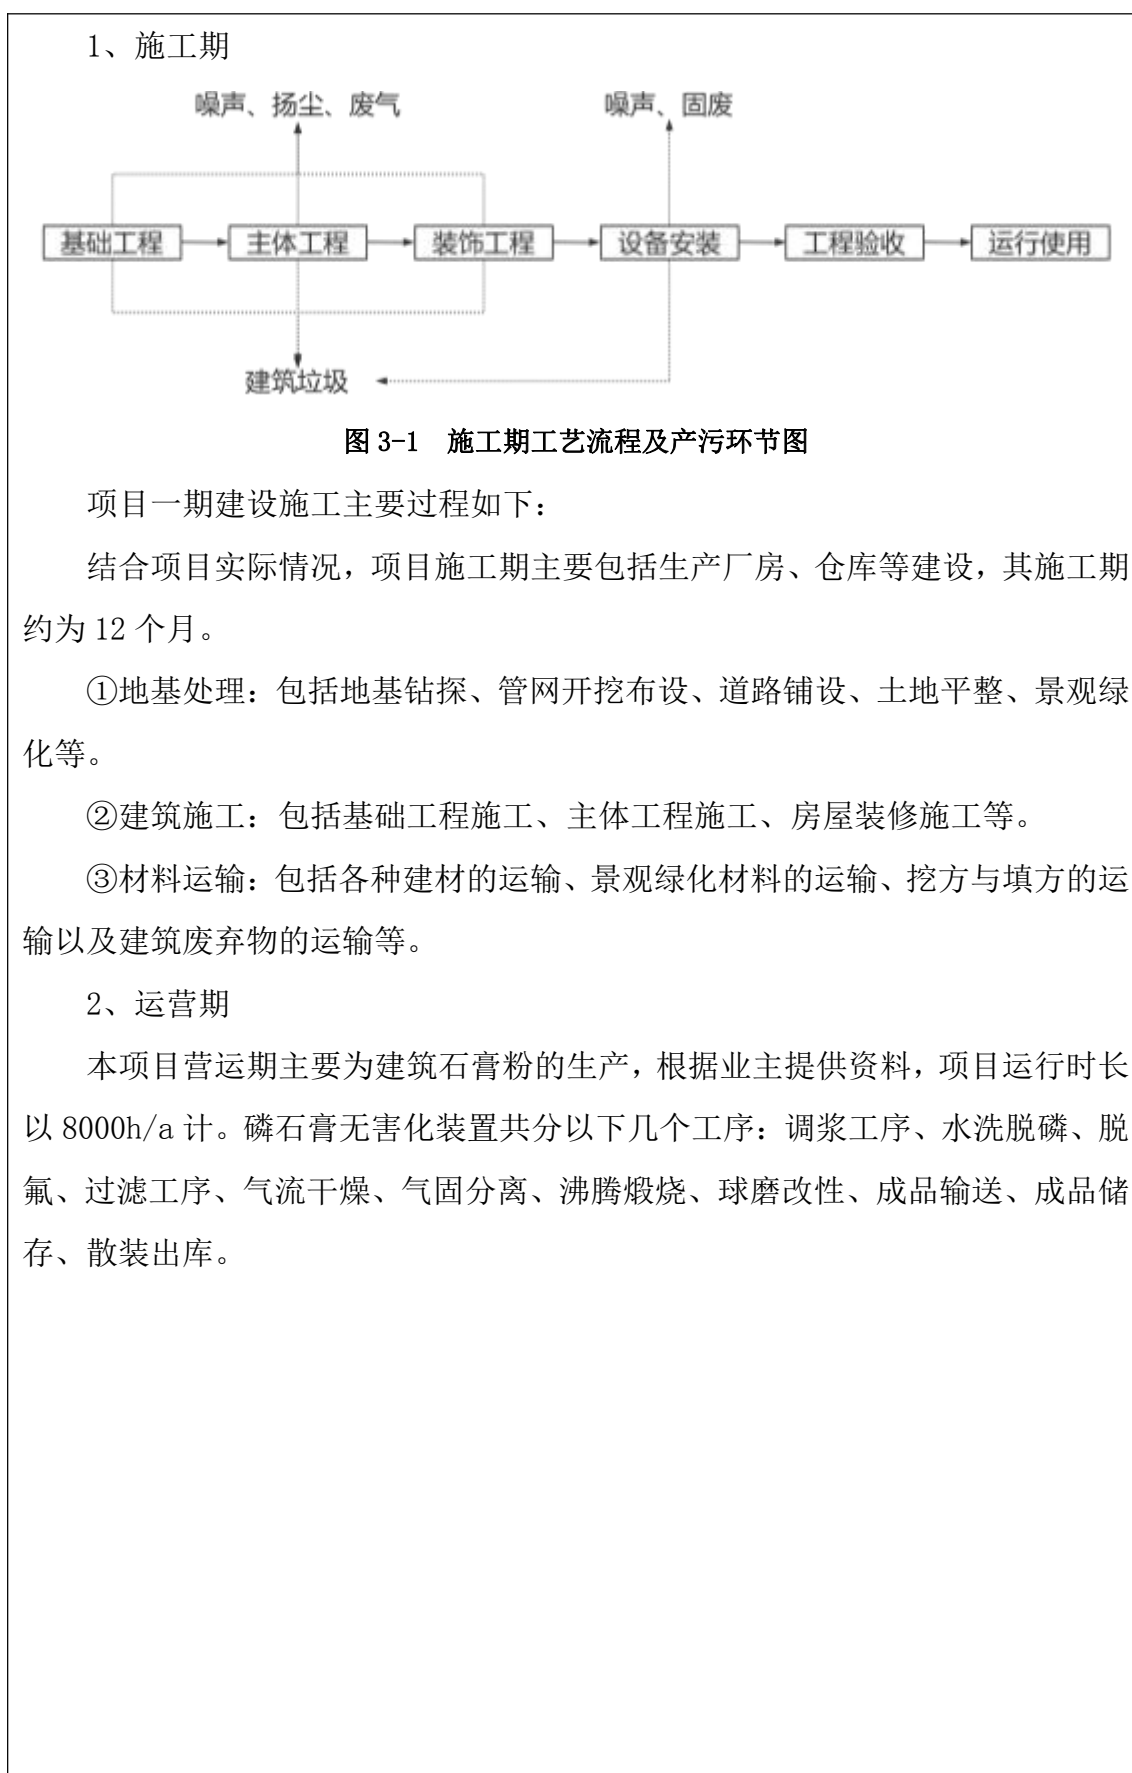 1、施工期
噪声、扬尘、废气 噪声、固废
基础工程 主体工程 装饰工程 设备安装 工程验收 运行使用
建筑垃圾
图 3-1 施工期工艺流程及产污环节图
项目一期建设施工主要过程如下：
结合项目实际情况，项目施工期主要包括生产厂房、仓库等建设，其施工期
约为 12 个月。
①地基处理：包括地基钻探、管网开挖布设、道路铺设、土地平整、景观绿
化等。
②建筑施工：包括基础工程施工、主体工程施工、房屋装修施工等。
③材料运输：包括各种建材的运输、景观绿化材料的运输、挖方与填方的运
输以及建筑废弃物的运输等。
2、运营期
本项目营运期主要为建筑石膏粉的生产，根据业主提供资料，项目运行时长
以 8000h/a 计。磷石膏无害化装置共分以下几个工序：调浆工序、水洗脱磷、脱
氟、过滤工序、气流干燥、气固分离、沸腾煅烧、球磨改性、成品输送、成品储
存、散装出库。